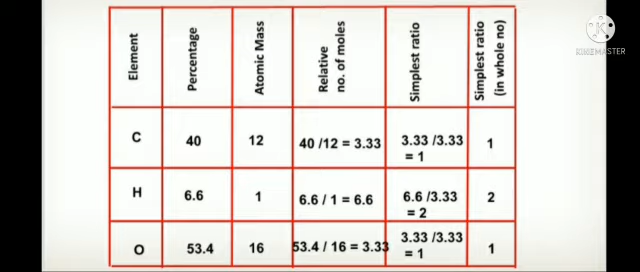 Element
Percentage
Atomic Mass
Relative
no. of moles
Simplest ratio
Simplest ratio
(in whole no)
C
40
12
40 /12 = 3.33
3.33 /3.33
= 1
1
H
6.6
1
6.6 / 1 = 6.6
6.6 /3.33
= 2
2
O
53.4
16
53.4 / 16 = 3.33
3.33 /3.33
= 1
1
K
KINEMASTER